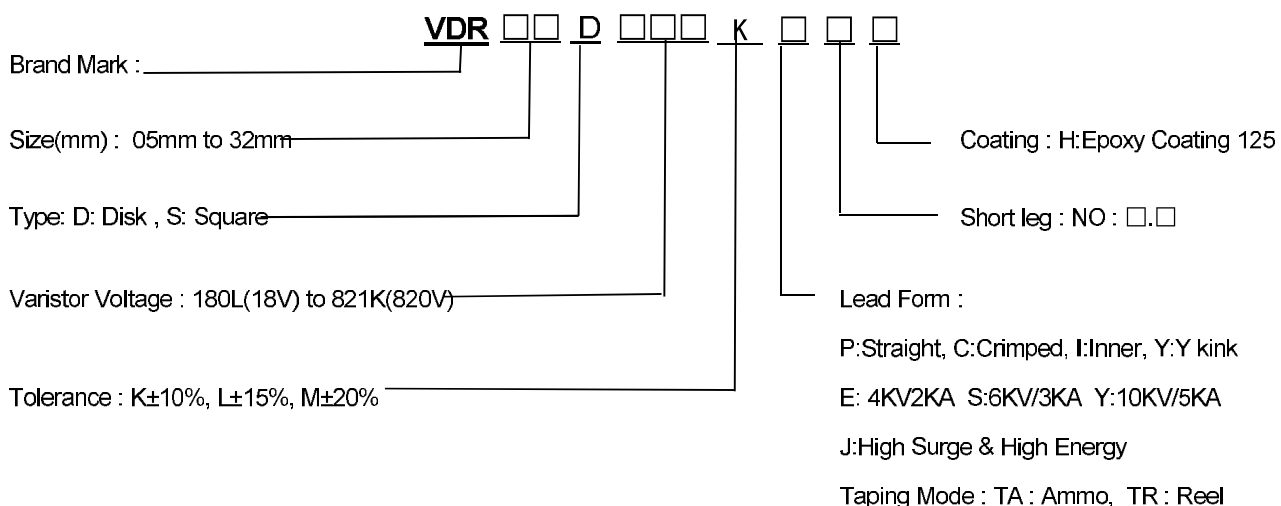 VDR □□ D □□□ K □ □ □
Brand Mark :
Size(mm) : 05mm to 32mm
Coating : H:Epoxy Coating 125
Type: D: Disk , S: Square
Short leg : NO : □.□
Varistor Voltage : 180L(18V) to 821K(820V)
Lead Form :
P:Straight, C:Crimped, I:Inner, Y:Y kink
Tolerance : K±10%, L±15%, M±20%
E: 4KV2KA S:6KV/3KA Y:10KV/5KA
J:High Surge & High Energy
Taping Mode : TA : Ammo, TR : Reel